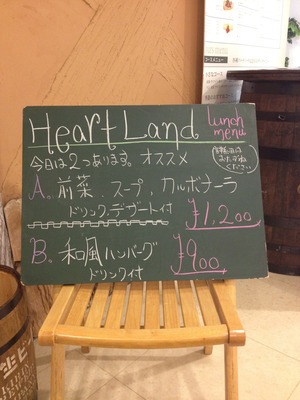 Heart Land
lunch
menu
今日は2つあります。オススメ
A. 前菜、スープ、カルボナーラ
ドリンク、デザート付
¥1,200
B. 和風ハンバーグ
ドリンク付
¥900